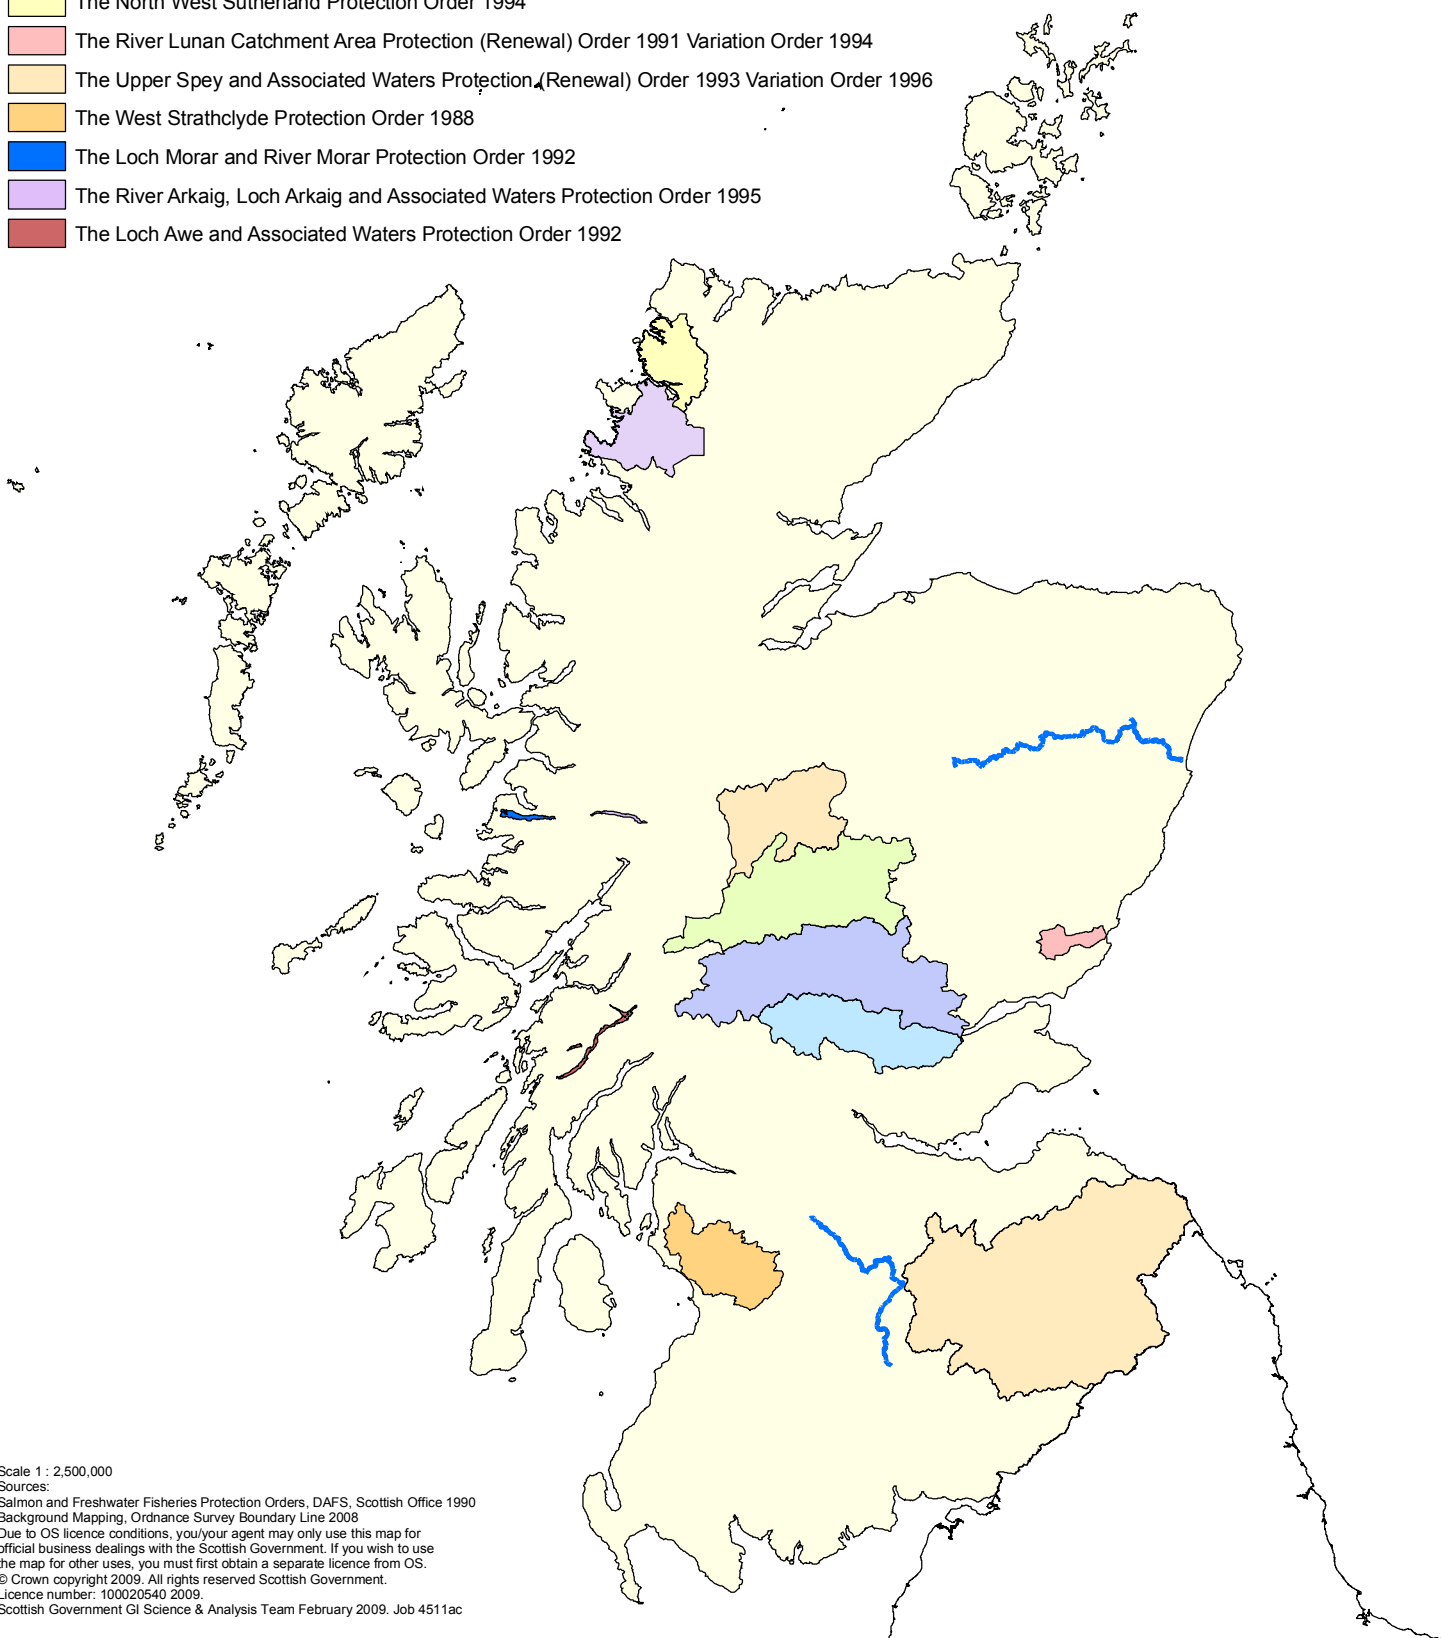 The North West Sutherland Protection Order 1994
The River Lunan Catchment Area Protection (Renewal) Order 1991 Variation Order 1994
The Upper Spey and Associated Waters Protection (Renewal) Order 1993 Variation Order 1996
The West Strathclyde Protection Order 1988
The Loch Morar and River Morar Protection Order 1992
The River Arkaig, Loch Arkaig and Associated Waters Protection Order 1995
The Loch Awe and Associated Waters Protection Order 1992
Scale 1 : 2,500,000
Sources:
Salmon and Freshwater Fisheries Protection Orders, DAFS, Scottish Office 1990
Background Mapping, Ordnance Survey Boundary Line 2008
Due to OS licence conditions, you/your agent may only use this map for
official business dealings with the Scottish Government. If you wish to use
the map for other uses, you must first obtain a separate licence from OS.
© Crown copyright 2009. All rights reserved Scottish Government.
Licence number: 100020540 2009.
Scottish Government GI Science & Analysis Team February 2009. Job 4511ac